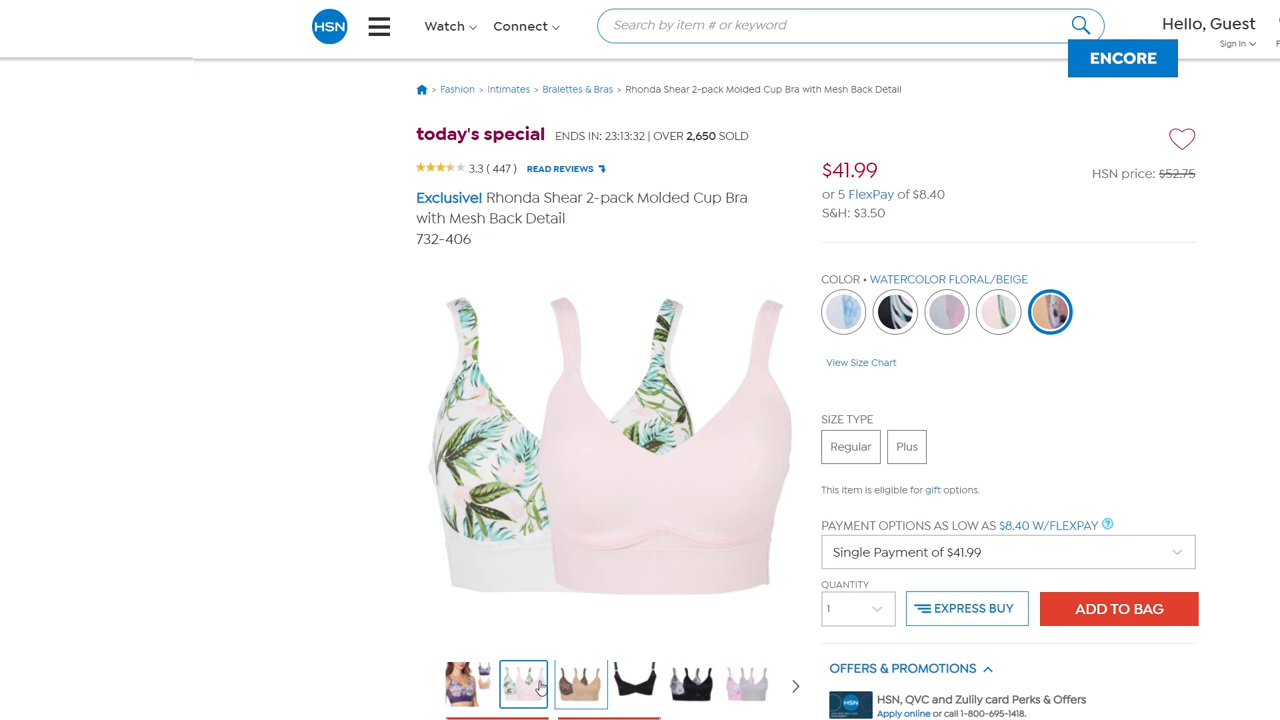 HSN
Watch
Connect
Search by item # or keyword
Hello, Guest
Sign In
ENCORE
> Fashion > Intimates > Bralettes & Bras > Rhonda Shear 2-pack Molded Cup Bra with Mesh Back Detail
today's special ENDS IN: 23:13:32 | OVER 2,650 SOLD
3.3 ( 447 ) READ REVIEWS
Exclusive! Rhonda Shear 2-pack Molded Cup Bra
with Mesh Back Detail
732-406
$41.99
HSN price: $52.75
or 5 FlexPay of $8.40
S&H: $3.50
COLOR • WATERCOLOR FLORAL/BEIGE
View Size Chart
SIZE TYPE
Regular
Plus
This item is eligible for gift options.
PAYMENT OPTIONS AS LOW AS $8.40 W/FLEXPAY ?
Single Payment of $41.99
QUANTITY
1
EXPRESS BUY
ADD TO BAG
OFFERS & PROMOTIONS
HSN, QVC and Zulily card Perks & Offers
Apply online or call 1-800-695-1418.